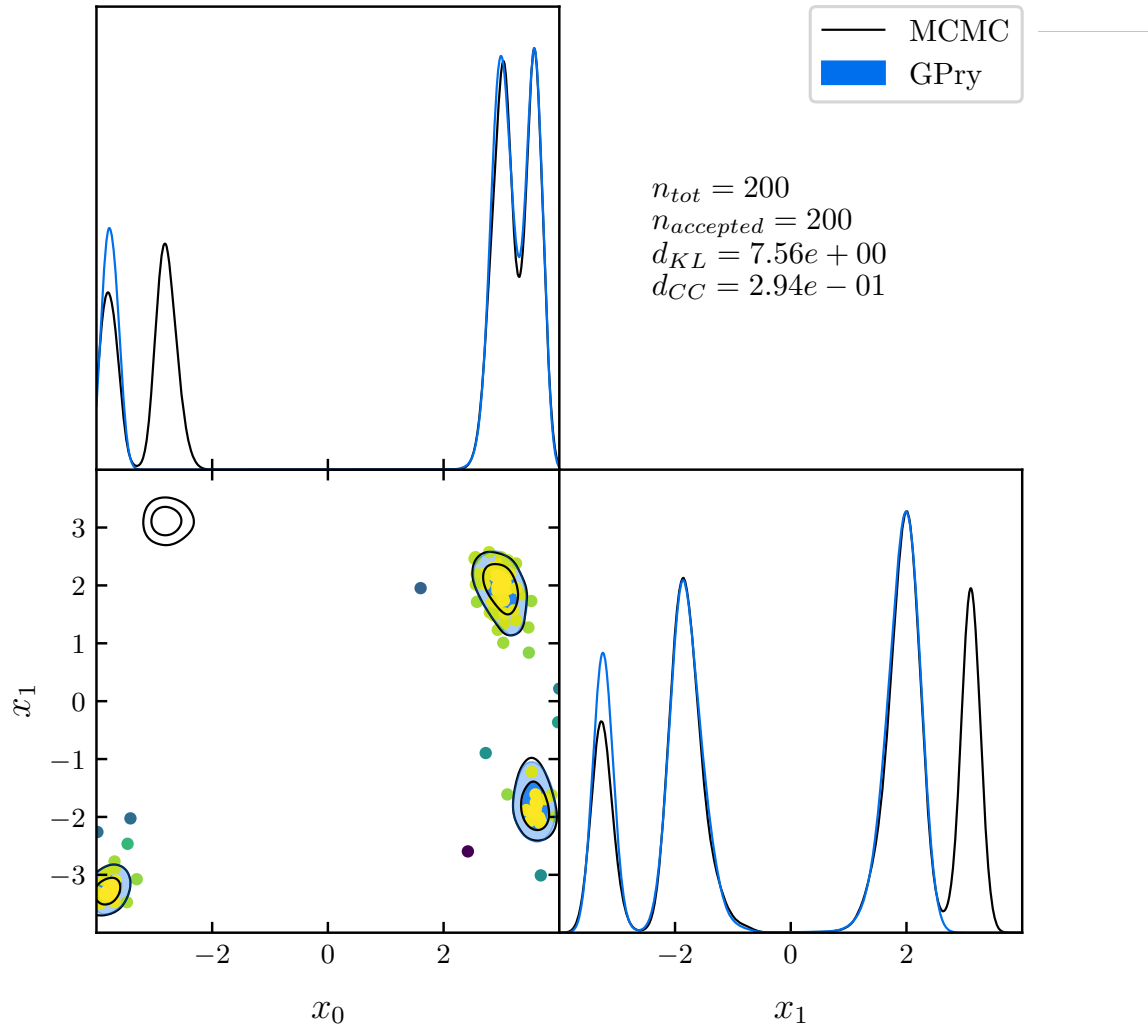 MCMC
GPry
n_{tot} = 200
n_{accepted} = 200
d_{KL} = 7.56e + 00
d_{CC} = 2.94e − 01
3
2
1
0
−1
−2
−3
x_1
−2 0 2
x_0
−2 0 2
x_1